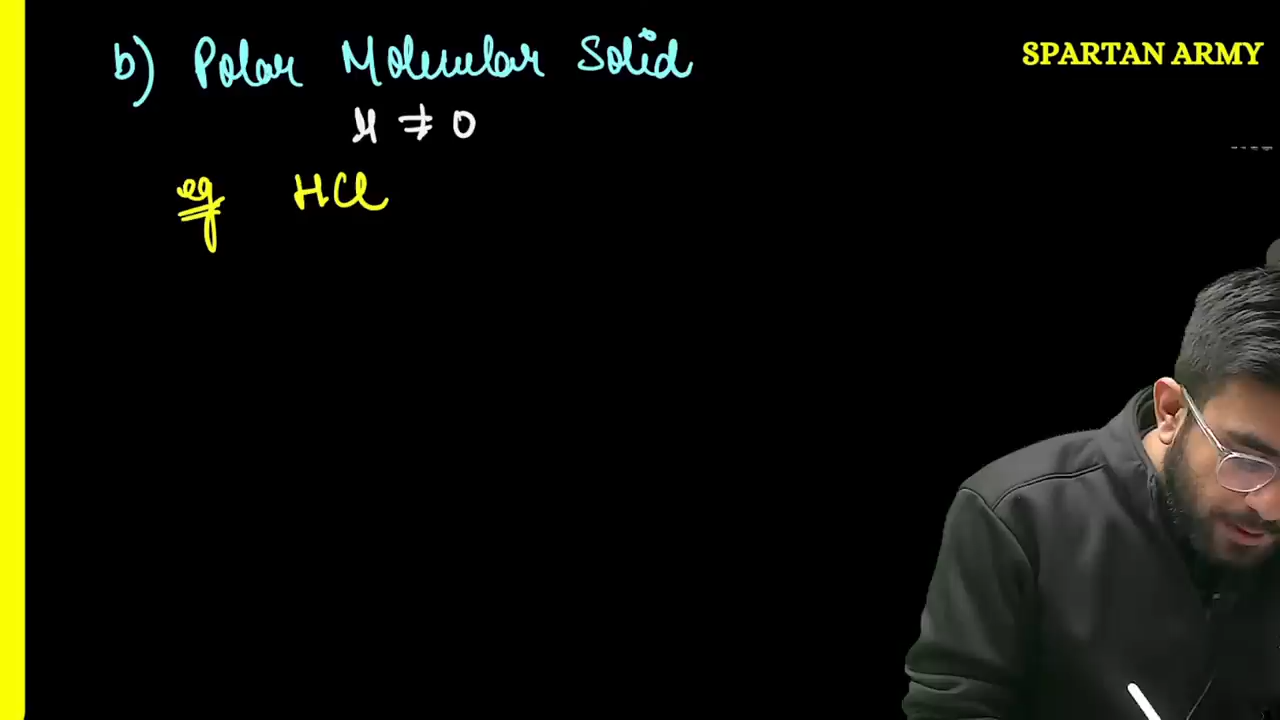 b) Polar Molecular Solid
SPARTAN ARMY
μ ≠ 0
eg HCl